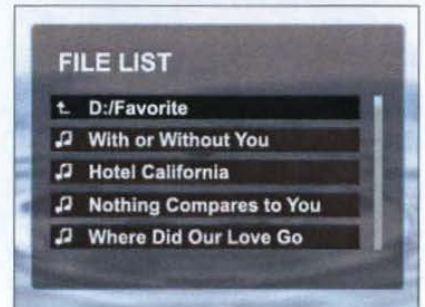 FILE LIST
D:/Favorite
With or Without You
Hotel California
Nothing Compares to You
Where Did Our Love Go